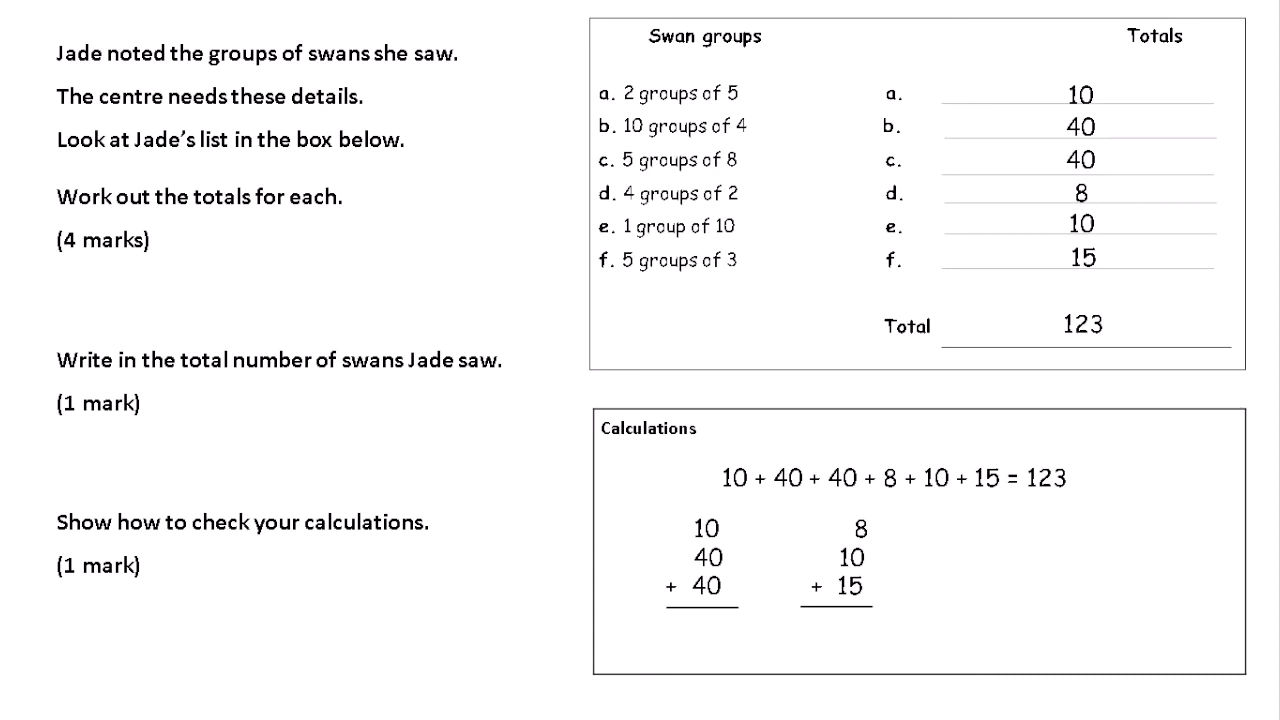 Jade noted the groups of swans she saw.
The centre needs these details.
Look at Jade's list in the box below.
Work out the totals for each.
(4 marks)
Write in the total number of swans Jade saw.
(1 mark)
Show how to check your calculations.
(1 mark)
Swan groups Totals
a. 2 groups of 5 a. 10
b. 10 groups of 4 b. 40
c. 5 groups of 8 c. 40
d. 4 groups of 2 d. 8
e. 1 group of 10 e. 10
f. 5 groups of 3 f. 15
Total 123
Calculations
10 + 40 + 40 + 8 + 10 + 15 = 123
10 8
40 10
+ 40 + 15